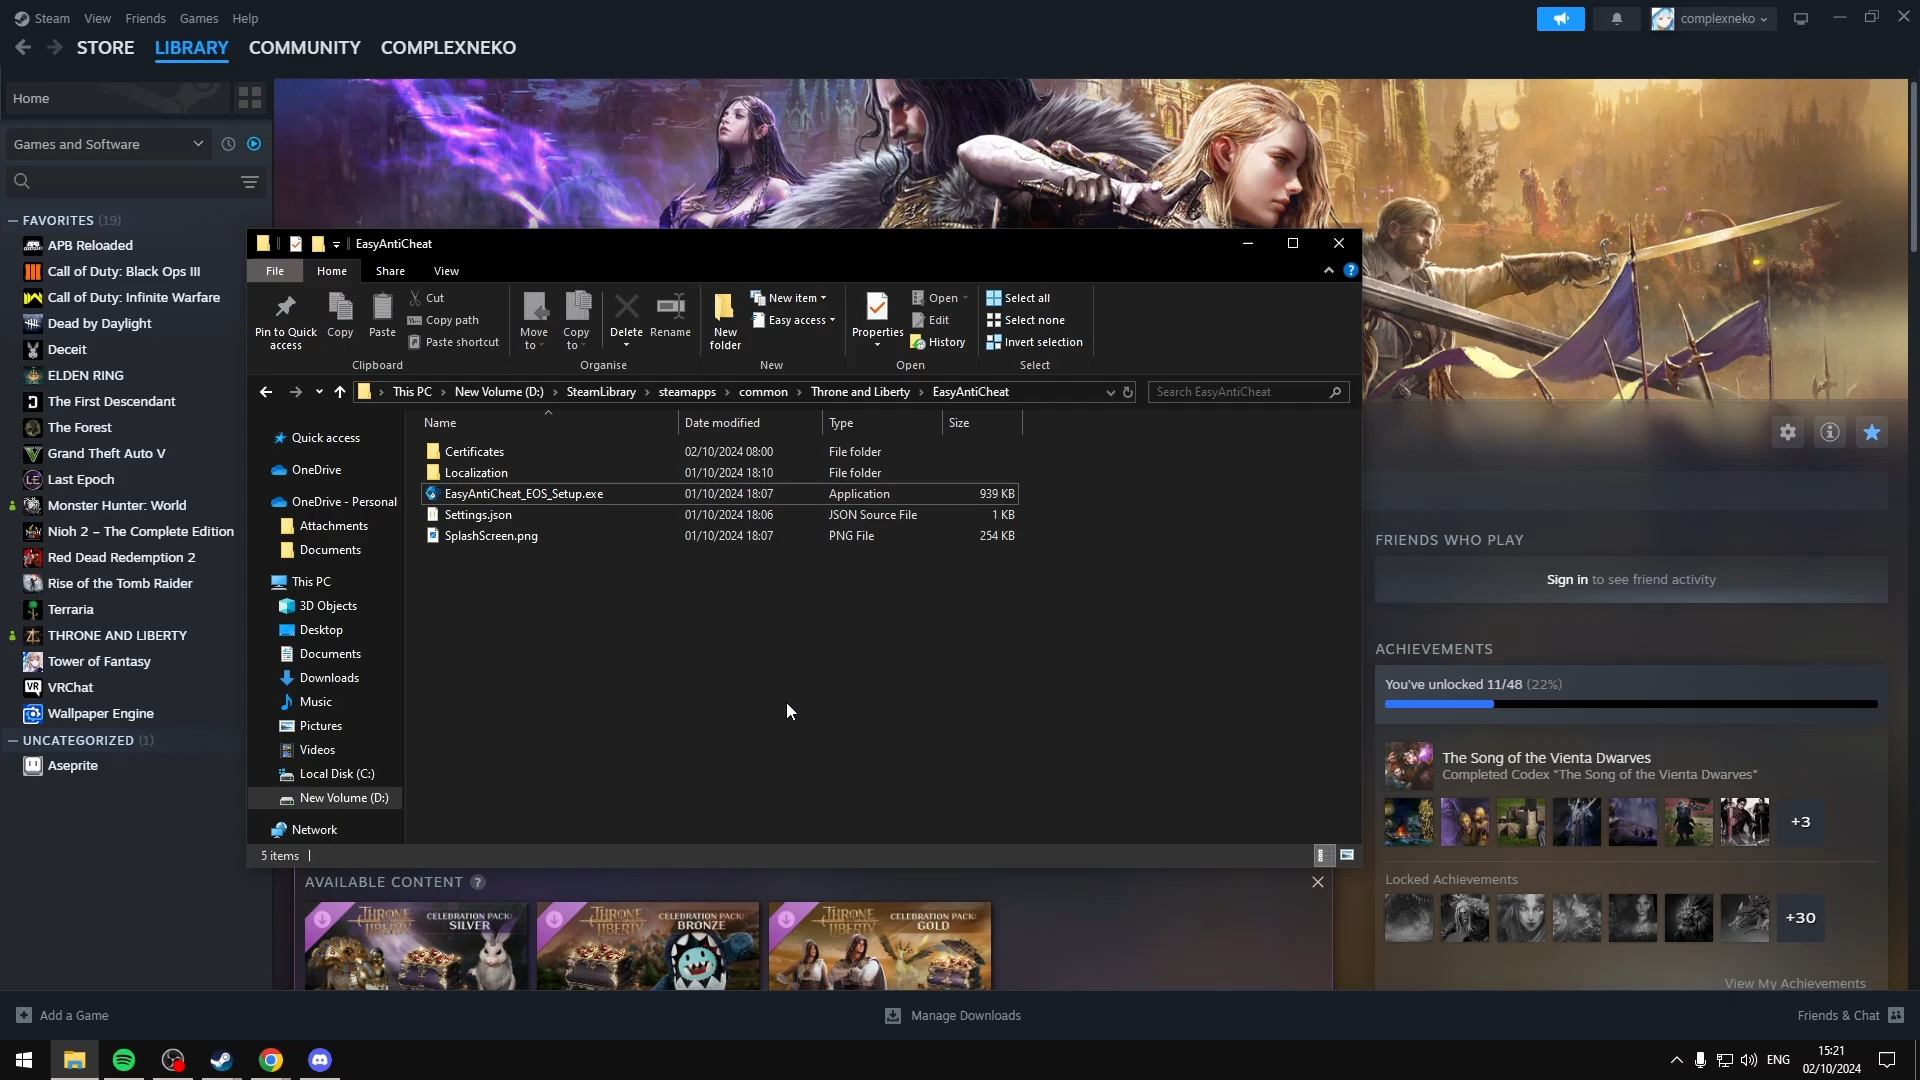 Steam View Friends Games Help
complexneko
STORE LIBRARY COMMUNITY COMPLEXNEKO
Home
Games and Software
FAVORITES (19)
APB Reloaded
Call of Duty: Black Ops III
Call of Duty: Infinite Warfare
Dead by Daylight
Deceit
ELDEN RING
The First Descendant
The Forest
Grand Theft Auto V
Last Epoch
Monster Hunter: World
Nioh 2 – The Complete Edition
Red Dead Redemption 2
Rise of the Tomb Raider
Terraria
THRONE AND LIBERTY
Tower of Fantasy
VRChat
Wallpaper Engine
UNCATEGORIZED (1)
Aseprite
EasyAntiCheat
File Home Share View
Pin to Quick access
Copy
Paste
Cut
Copy path
Paste shortcut
Clipboard
Move to
Copy to
Delete
Rename
Organise
New folder
New item
Easy access
New
Properties
Open
Edit
History
Open
Select all
Select none
Invert selection
Select
This PC New Volume (D:) SteamLibrary steamapps common Throne and Liberty EasyAntiCheat
Search EasyAntiCheat
Quick access
OneDrive
OneDrive - Personal
Attachments
Documents
This PC
3D Objects
Desktop
Documents
Downloads
Music
Pictures
Videos
Local Disk (C:)
New Volume (D:)
Network
Name Date modified Type Size
Certificates 02/10/2024 08:00 File folder
Localization 01/10/2024 18:10 File folder
EasyAntiCheat_EOS_Setup.exe 01/10/2024 18:07 Application 939 KB
Settings.json 01/10/2024 18:06 JSON Source File 1 KB
SplashScreen.png 01/10/2024 18:07 PNG File 254 KB
5 items
FRIENDS WHO PLAY
Sign in to see friend activity
ACHIEVEMENTS
You've unlocked 11/48 (22%)
The Song of the Vienta Dwarves
Completed Codex "The Song of the Vienta Dwarves"
+3
Locked Achievements
+30
View My Achievements
AVAILABLE CONTENT ?
THRONE AND LIBERTY CELEBRATION PACK: SILVER
THRONE AND LIBERTY CELEBRATION PACK: BRONZE
THRONE AND LIBERTY CELEBRATION PACK: GOLD
Add a Game
Manage Downloads
Friends & Chat
ENG
15:21
02/10/2024